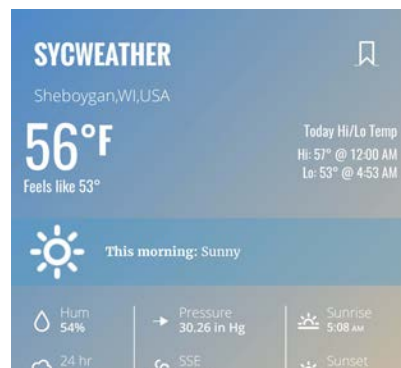 SYCWEATHER
Sheboygan,WI,USA
56°F
Feels like 53°
Today Hi/Lo Temp
Hi: 57° @ 12:00 AM
Lo: 53° @ 4:53 AM
This morning: Sunny
Hum
54%
Pressure
30.26 in Hg
Sunrise
5:08 AM
24 hr
SSE
Sunset